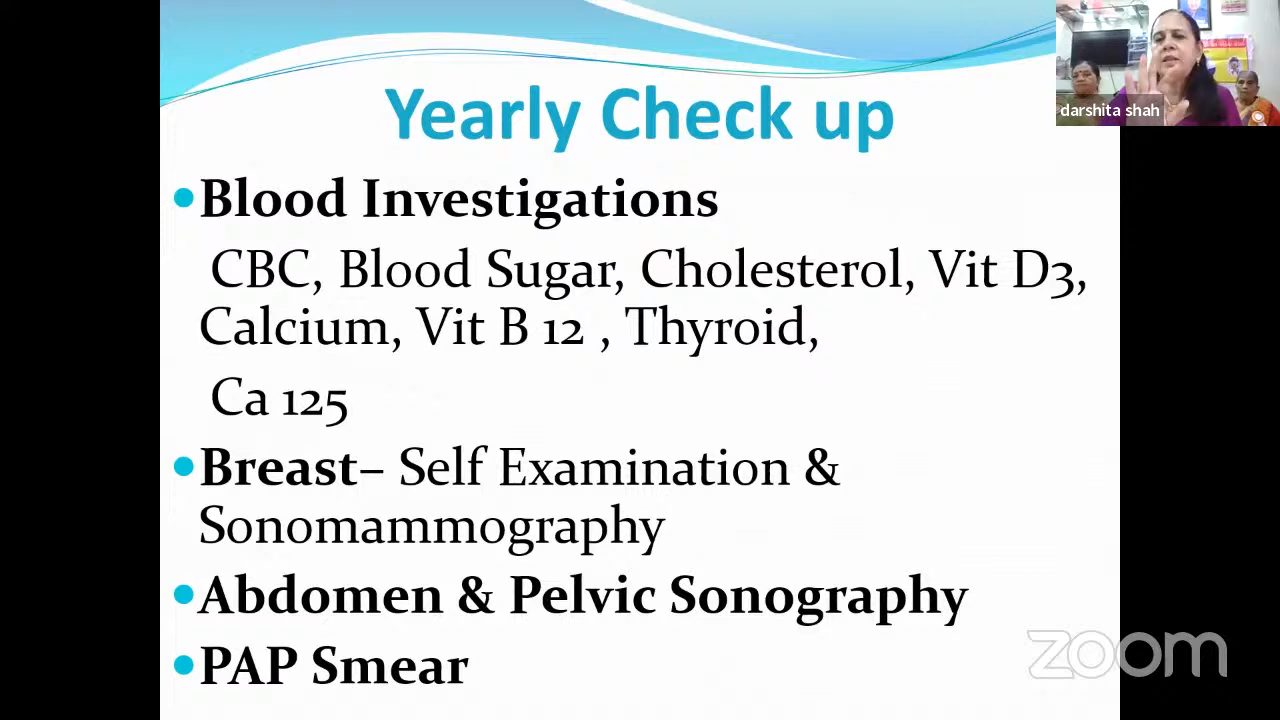 Yearly Check up
•Blood Investigations
CBC, Blood Sugar, Cholesterol, Vit D3,
Calcium, Vit B 12 , Thyroid,
Ca 125
•Breast– Self Examination &
Sonomammography
•Abdomen & Pelvic Sonography
•PAP Smear
darshita shah
zoom